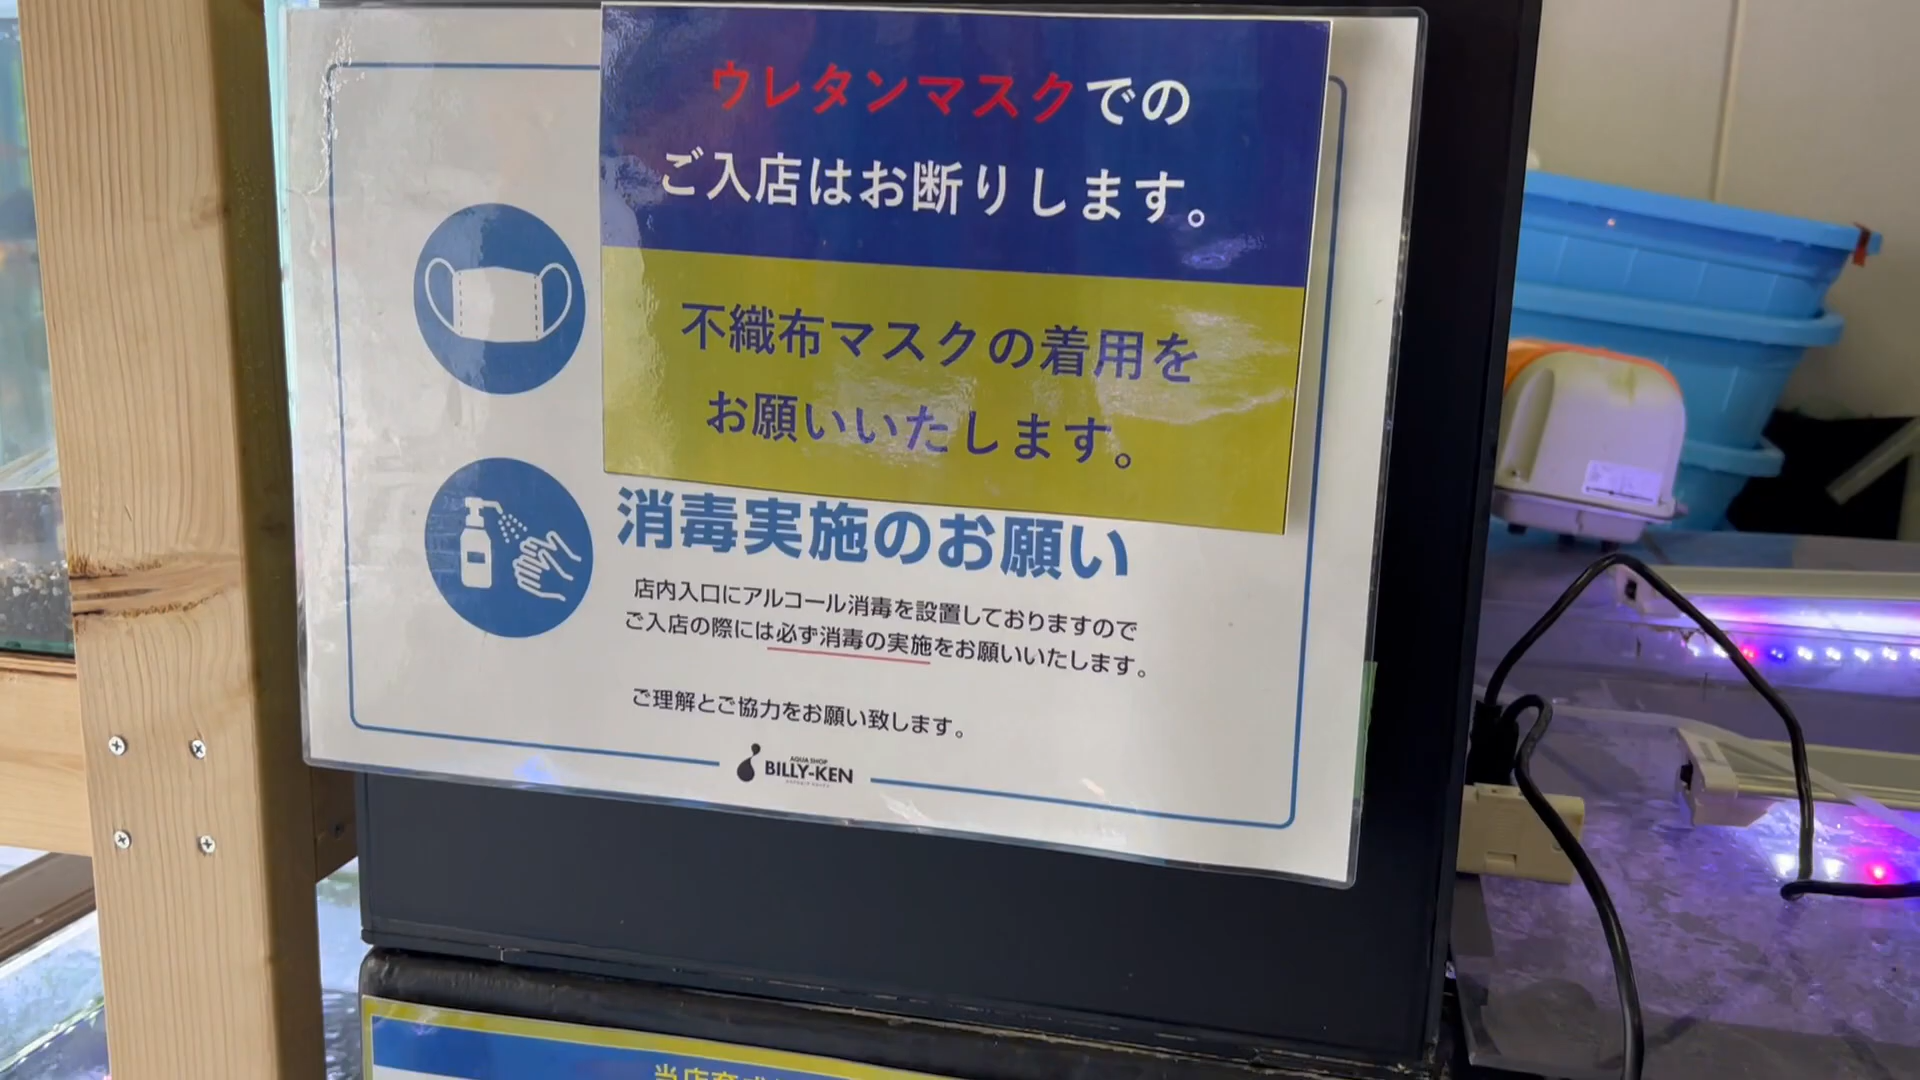 ウレタンマスクでの
ご入店はお断りします。
不織布マスクの着用を
お願いいたします。
消毒実施のお願い
店内入口にアルコール消毒を設置しておりますので
ご入店の際には必ず消毒の実施をお願いいたします。
ご理解とご協力をお願い致します。
AQUA SHOP
BILLY-KEN